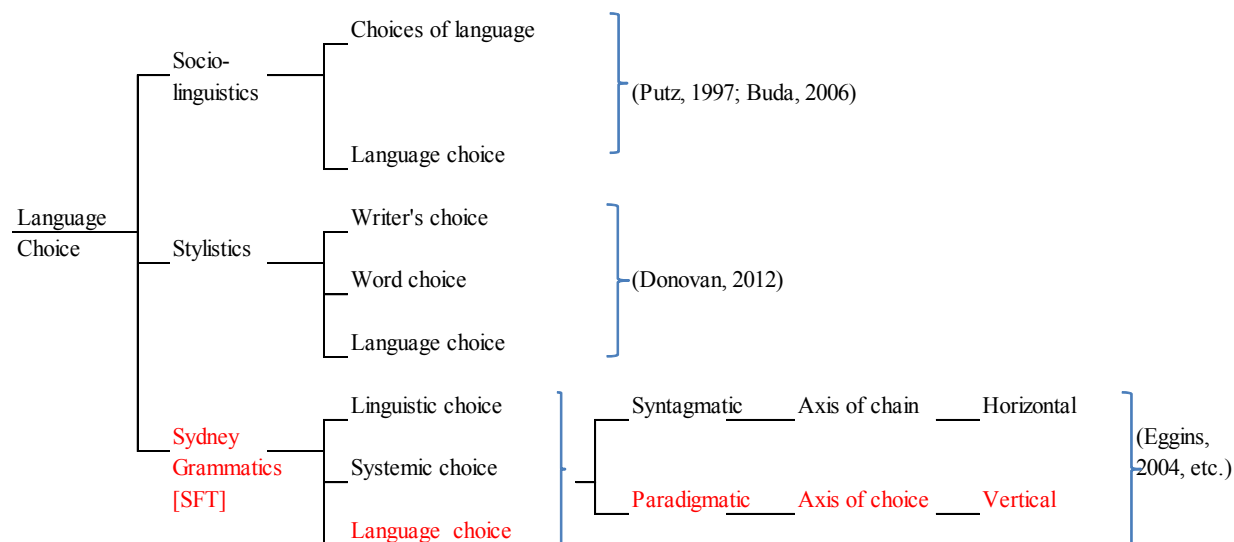 Choices of language
Socio-
linguistics
(Putz, 1997; Buda, 2006)
Language choice
Language
Choice
Writer's choice
Stylistics
Word choice
(Donovan, 2012)
Language choice
Linguistic choice
Syntagmatic
Axis of chain
Horizontal
Sydney
Grammatics
[SFT]
Systemic choice
(Eggins,
2004, etc.)
Paradigmatic
Axis of choice
Vertical
Language choice